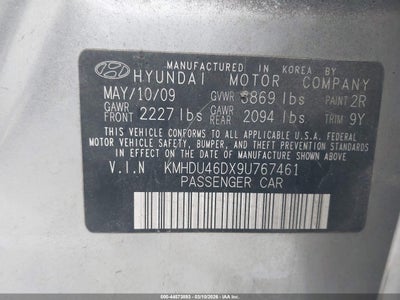 MANUFACTURED IN KOREA BY
HYUNDAI MOTOR COMPANY
MAY/10/09 GVWR 3869 lbs PAINT 2R
GAWR FRONT 2227 lbs GAWR REAR 2094 lbs TRIM 9Y
THIS VEHICLE CONFORMS TO ALL APPLICABLE U.S.A. FEDERAL
MOTOR VEHICLE SAFETY, BUMPER, AND THEFT PREVENTION
STANDARDS IN EFFECT ON THE DATE OF MANUFACTURE SHOWN ABOVE.
V.I.N KMHDU46DX9U767461
PASSENGER CAR